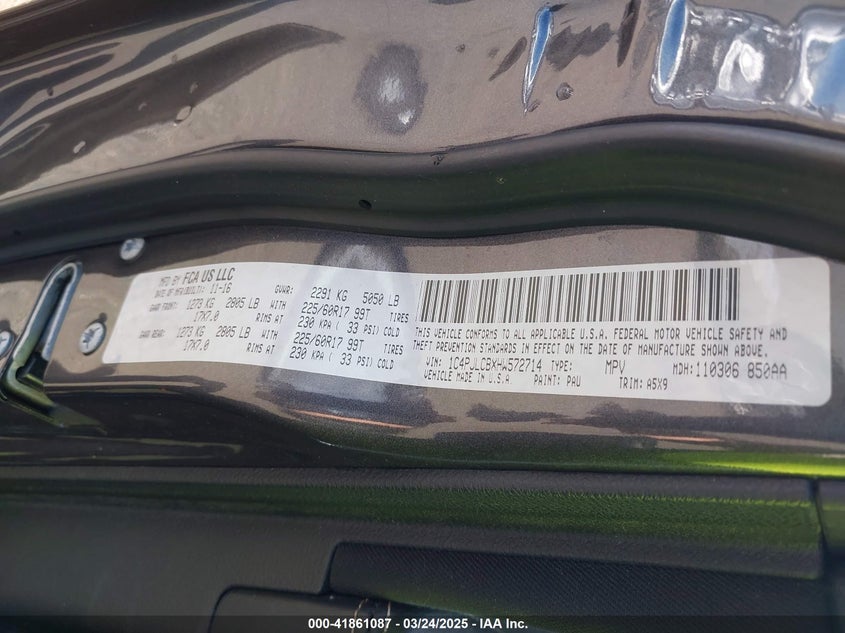 MFD BY FCA US LLC
DATE OF MFR(BUILT): 11-16 GVWR: 2291 KG 5050 LB
GAWR FRONT: 1273 KG 2805 LB WITH 225/60R17 99T TIRES
17X7.0 RIMS AT 230 KPA ( 33 PSI) COLD
GAWR REAR: 1273 KG 2805 LB WITH 225/60R17 99T TIRES
17X7.0 RIMS AT 230 KPA ( 33 PSI) COLD
THIS VEHICLE CONFORMS TO ALL APPLICABLE U.S.A. FEDERAL MOTOR VEHICLE SAFETY AND
THEFT PREVENTION STANDARDS IN EFFECT ON THE DATE OF MANUFACTURE SHOWN ABOVE.
VIN: 1C4PJLCBXHW572714 TYPE: MPV MDH:110306 850AA
VEHICLE MADE IN U.S.A. PAINT: PAU TRIM: A5X9
000-41861087 - 03/24/2025 - IAAI.com